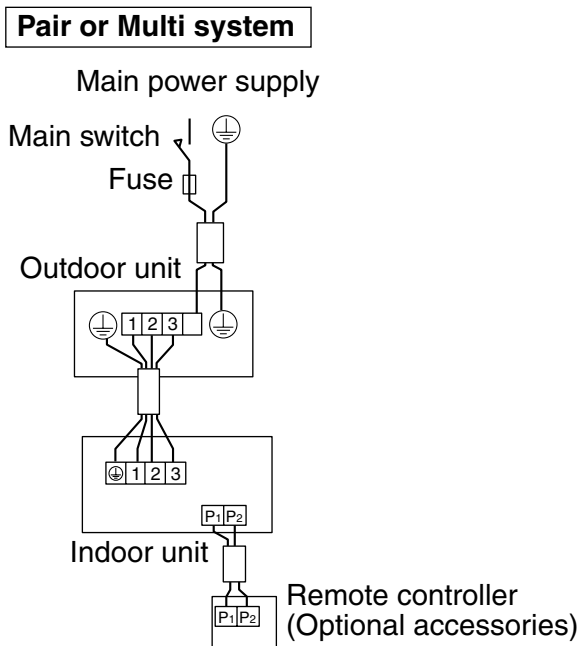 Pair or Multi system
Main power supply
Main switch
Fuse
Outdoor unit
1 2 3
1 2 3
P1 P2
Indoor unit
P1 P2
Remote controller
(Optional accessories)